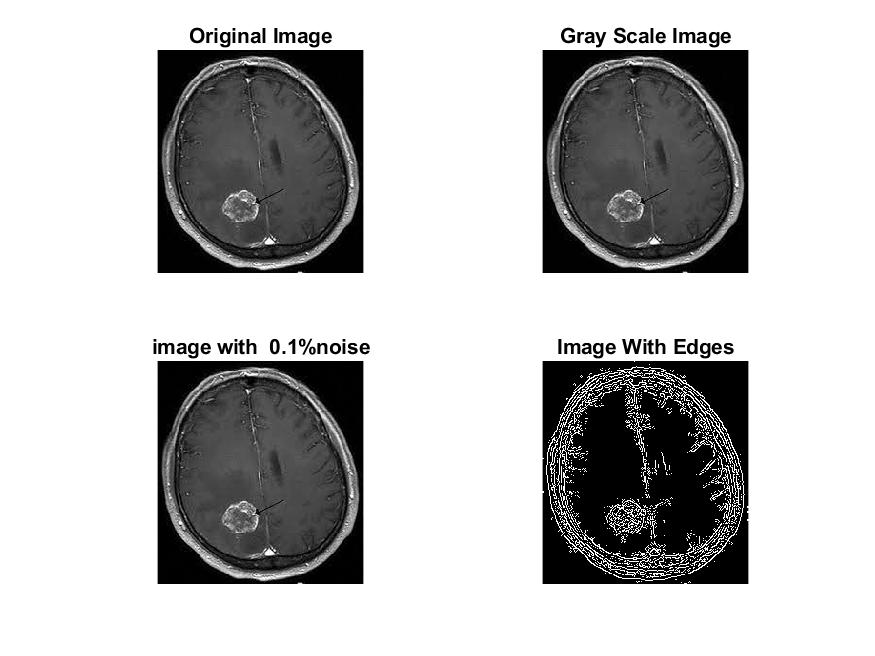 Original Image
Gray Scale Image
image with  0.1%noise
Image With Edges